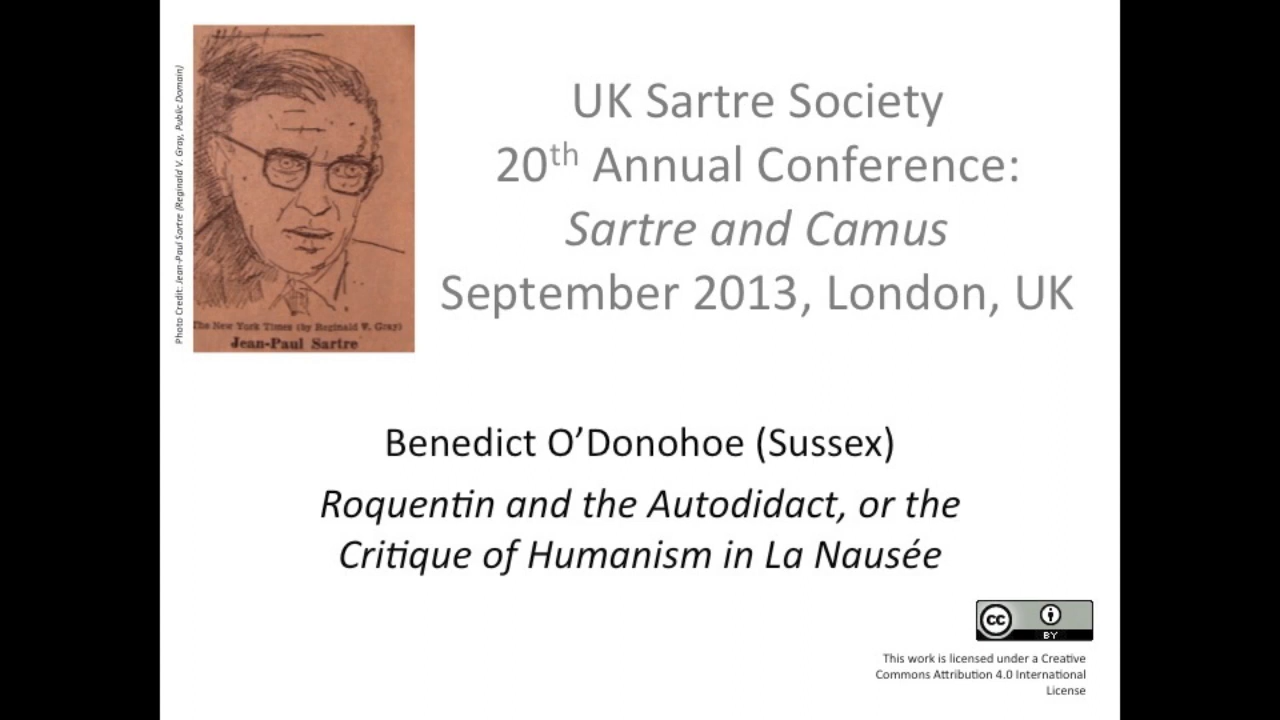 Photo Credit: Jean-Paul Sartre (Reginald V. Gray, Public Domain)
The New York Times (by Reginald V. Gray)
Jean-Paul Sartre
UK Sartre Society
20th Annual Conference:
Sartre and Camus
September 2013, London, UK
Benedict O’Donohoe (Sussex)
Roquentin and the Autodidact, or the
Critique of Humanism in La Nausée
cc
BY
This work is licensed under a Creative
Commons Attribution 4.0 International
License